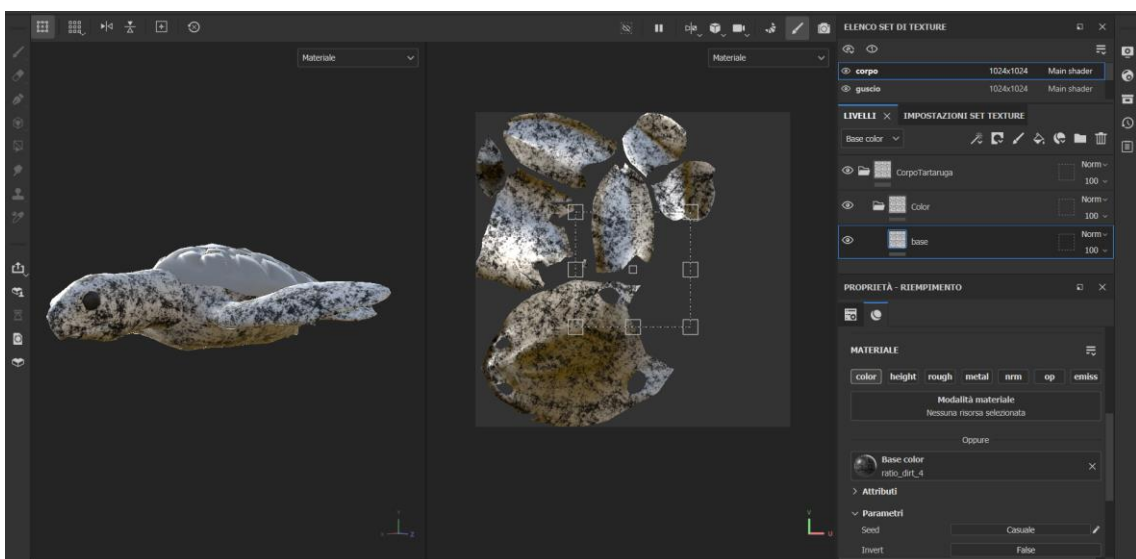 Materiale
Materiale
ELENCO SET DI TEXTURE
corpo 1024x1024 Main shader
guscio 1024x1024 Main shader
LIVELLI IMPOSTAZIONI SET TEXTURE
Base color
CorpoTartaruga Norm
100
Color Norm
100
base Norm
100
PROPRIETÀ - RIEMPIMENTO
MATERIALE
color height rough metal nrm op emiss
Modalità materiale
Nessuna risorsa selezionata
Oppure
Base color
ratio_dirt_4
Attributi
Parametri
Seed Casuale
Invert False
Y
Z
V
U